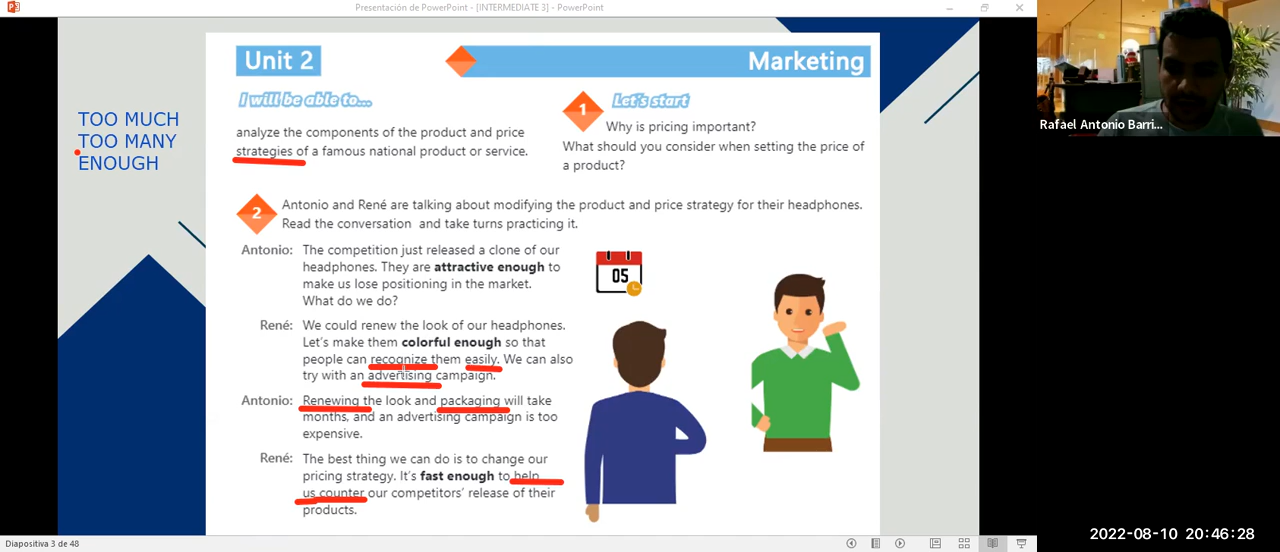 Presentación de PowerPoint - [INTERMEDIATE 3] - PowerPoint
TOO MUCH
TOO MANY
ENOUGH
Unit 2
Marketing
I will be able to...
analyze the components of the product and price
strategies of a famous national product or service.
1
Let's start
Why is pricing important?
What should you consider when setting the price of
a product?
2
Antonio and René are talking about modifying the product and price strategy for their headphones.
Read the conversation and take turns practicing it.
Antonio: The competition just released a clone of our
headphones. They are attractive enough to
make us lose positioning in the market.
What do we do?
René: We could renew the look of our headphones.
Let's make them colorful enough so that
people can recognize them easily. We can also
try with an advertising campaign.
Antonio: Renewing the look and packaging will take
months, and an advertising campaign is too
expensive.
René: The best thing we can do is to change our
pricing strategy. It's fast enough to help
us counter our competitors' release of their
products.
05
Rafael Antonio Barri...
Diapositiva 3 de 48
2022-08-10 20:46:28